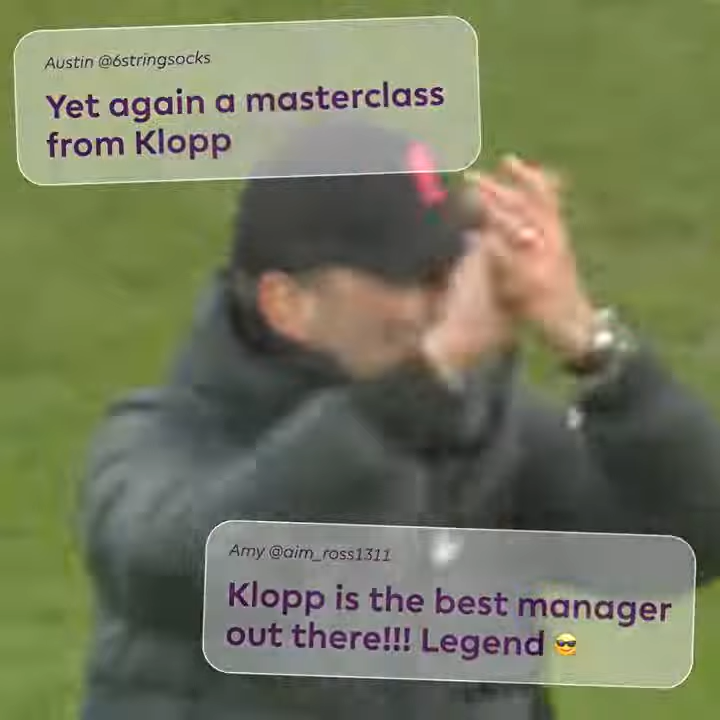 Austin @6stringsocks
Yet again a masterclass
from Klopp
Amy @aim_ross1311
Klopp is the best manager
out there!!! Legend 😎